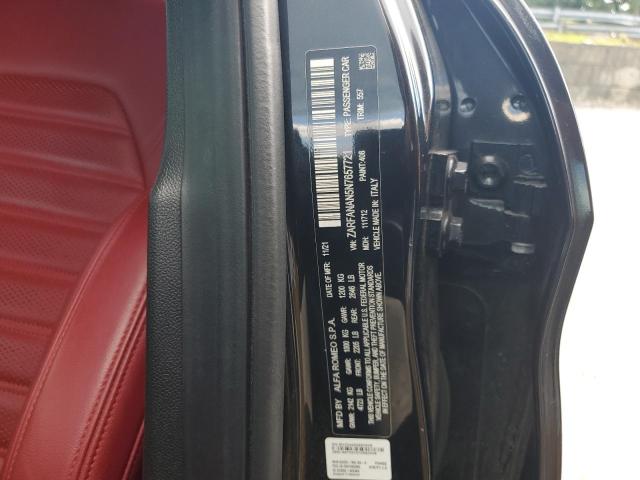 MFD BY ALFA ROMEO S.P.A. DATE OF MFR: 11/21
GVWR: 2142 KG GAWR: 1000 KG GAWR: 1200 KG
4723 LB FRONT: 2205 LB REAR: 2646 LB
THIS VEHICLE CONFORMS TO ALL APPLICABLE U.S. FEDERAL MOTOR
VEHICLE SAFETY, BUMPER, AND THEFT PREVENTION STANDARDS
IN EFFECT ON THE DATE OF MANUFACTURE SHOWN ABOVE.
VIN: ZARFANAN5N7657721 TYPE: PASSENGER CAR
MDH: 111712 PAINT: 408 TRIM: 557
VEHICLE MADE IN: ITALY